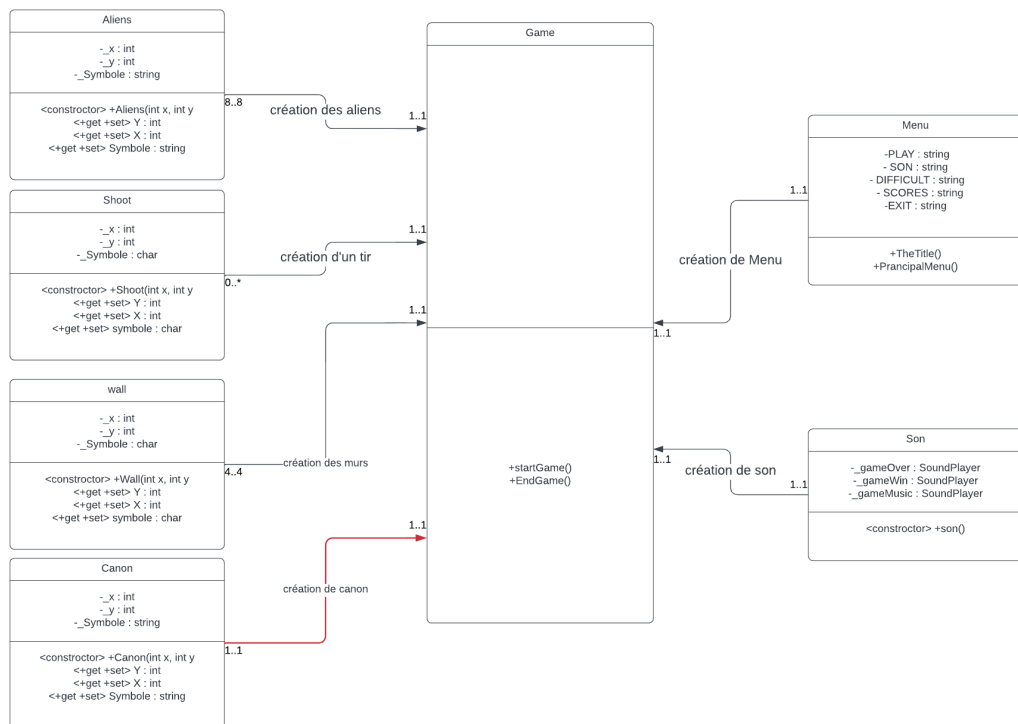 Aliens
-_x : int
-_y : int
-_Symbole : string
<constroctor> +Aliens(int x, int y
<+get +set> Y : int
<+get +set> X : int
<+get +set> Symbole : string
8..8
création des aliens
1..1
Shoot
-_x : int
-_y : int
-_Symbole : char
<constroctor> +Shoot(int x, int y
<+get +set> Y : int
<+get +set> X : int
<+get +set> symbole : char
0..*
création d'un tir
1..1
wall
-_x : int
-_y : int
-_Symbole : char
<constroctor> +Wall(int x, int y
<+get +set> Y : int
<+get +set> X : int
<+get +set> symbole : char
4..4
création des murs
1..1
Canon
-_x : int
-_y : int
-_Symbole : string
<constroctor> +Canon(int x, int y
<+get +set> Y : int
<+get +set> X : int
<+get +set> Symbole : string
1..1
création de canon
1..1
Game
+startGame()
+EndGame()
Menu
-PLAY : string
- SON : string
- DIFFICULT : string
- SCORES : string
-EXIT : string
+TheTitle()
+PrancipalMenu()
1..1
création de Menu
1..1
Son
-_gameOver : SoundPlayer
-_gameWin : SoundPlayer
-_gameMusic : SoundPlayer
<constroctor> +son()
1..1
création de son
1..1